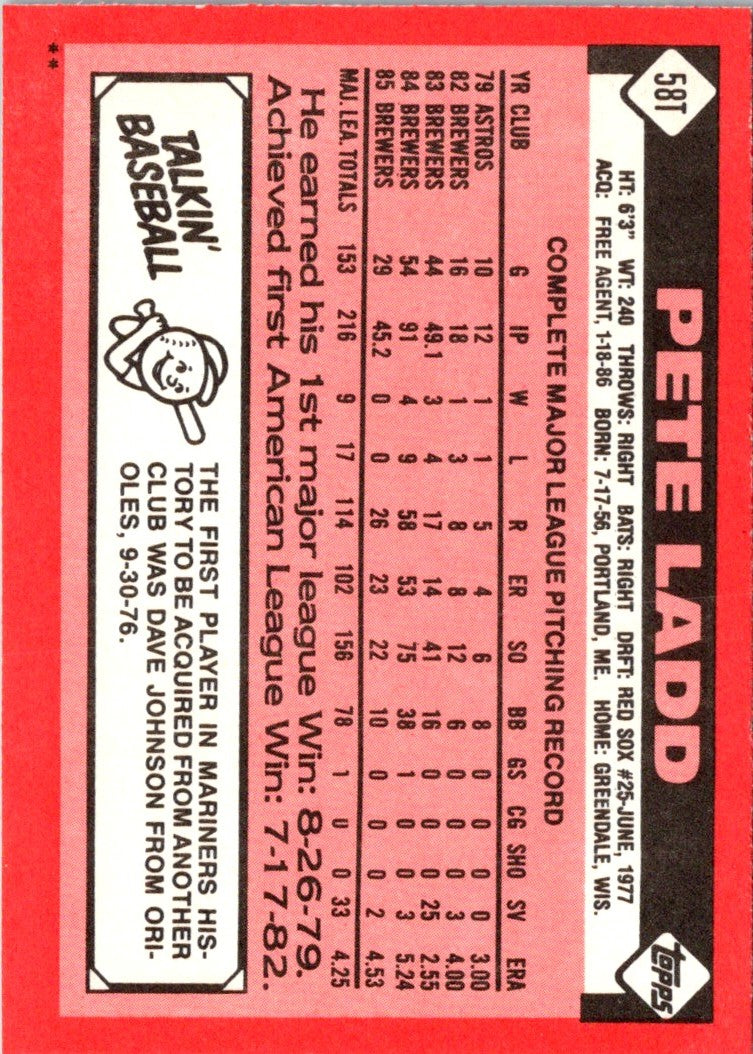 58T
PETE LADD
TOPPS
HT: 6'3" WT: 240 THROWS: RIGHT BATS: RIGHT DRFT: RED SOX #25-JUNE, 1977
ACQ: FREE AGENT, 1-18-86 BORN: 7-17-56, PORTLAND, ME. HOME: GREENDALE, WIS.
COMPLETE MAJOR LEAGUE PITCHING RECORD
YR CLUB G IP W L R ER SO BB GS CG SHO SV ERA
79 ASTROS 10 12 1 1 5 4 6 8 0 0 0 0 3.00
82 BREWERS 16 18 1 3 8 8 12 6 0 0 0 3 4.00
83 BREWERS 44 49.1 3 4 17 14 41 16 0 0 0 25 2.55
84 BREWERS 54 91 4 9 58 53 75 38 1 0 0 3 5.24
85 BREWERS 29 45.2 0 0 26 23 22 10 0 0 0 2 4.53
MAJ. LEA. TOTALS 153 216 9 17 114 102 156 78 1 0 0 33 4.25
He earned his 1st major league Win: 8-26-79.
Achieved first American League Win: 7-17-82.
TALKIN'
BASEBALL
THE FIRST PLAYER IN MARINERS HIS-
TORY TO BE ACQUIRED FROM ANOTHER
CLUB WAS DAVE JOHNSON FROM ORI-
OLES, 9-30-76.
**